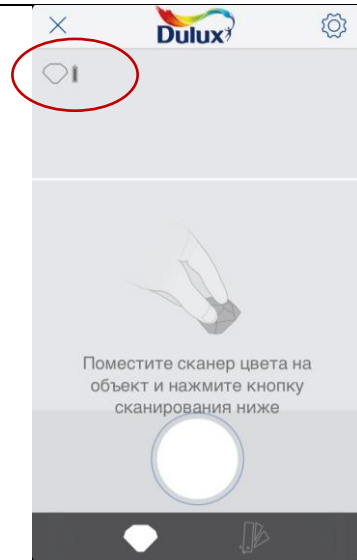 Dulux
Поместите сканер цвета на
объект и нажмите кнопку
сканирования ниже